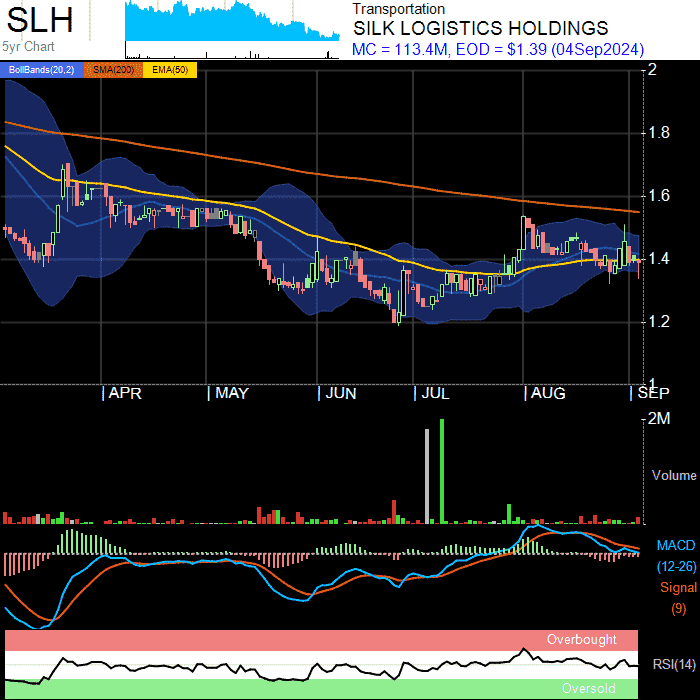 SLH
5yr Chart
Transportation
SILK LOGISTICS HOLDINGS
MC = 113.4M, EOD = $1.39 (04Sep2024)
BollBands(20,2) SMA(200) EMA(50)
2
1.8
1.6
1.4
1.2
1
APR MAY JUN JUL AUG SEP
2M
Volume
MACD
(12-26)
Signal
(9)
Overbought
RSI(14)
Oversold